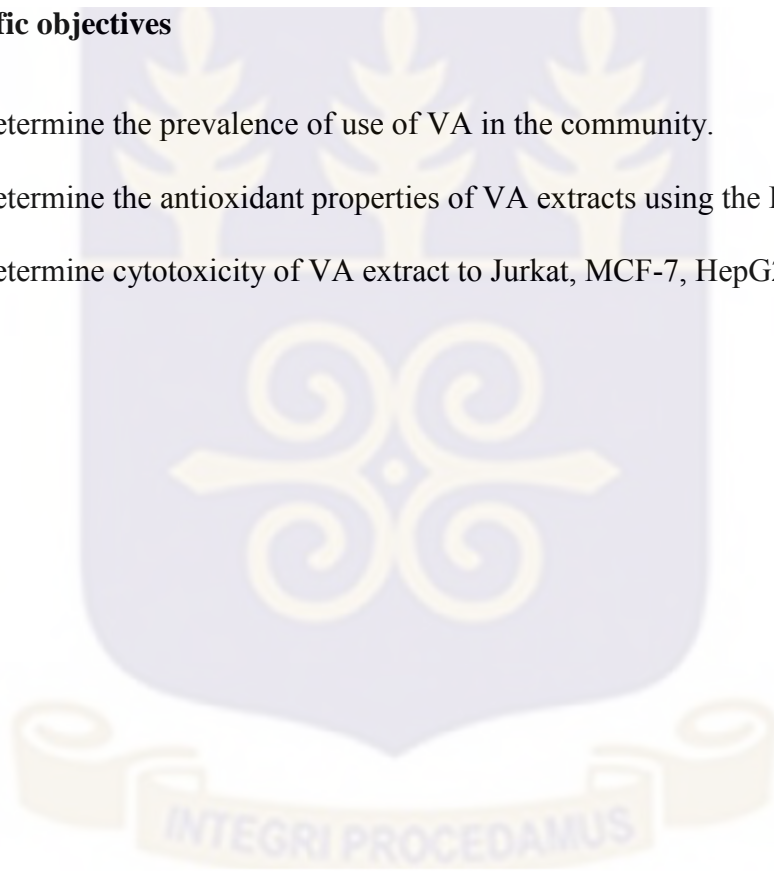 fic objectives
etermine the prevalence of use of VA in the community.
etermine the antioxidant properties of VA extracts using the
etermine cytotoxicity of VA extract to Jurkat, MCF-7, HepG2
INTEGRI PROCEDAMUS